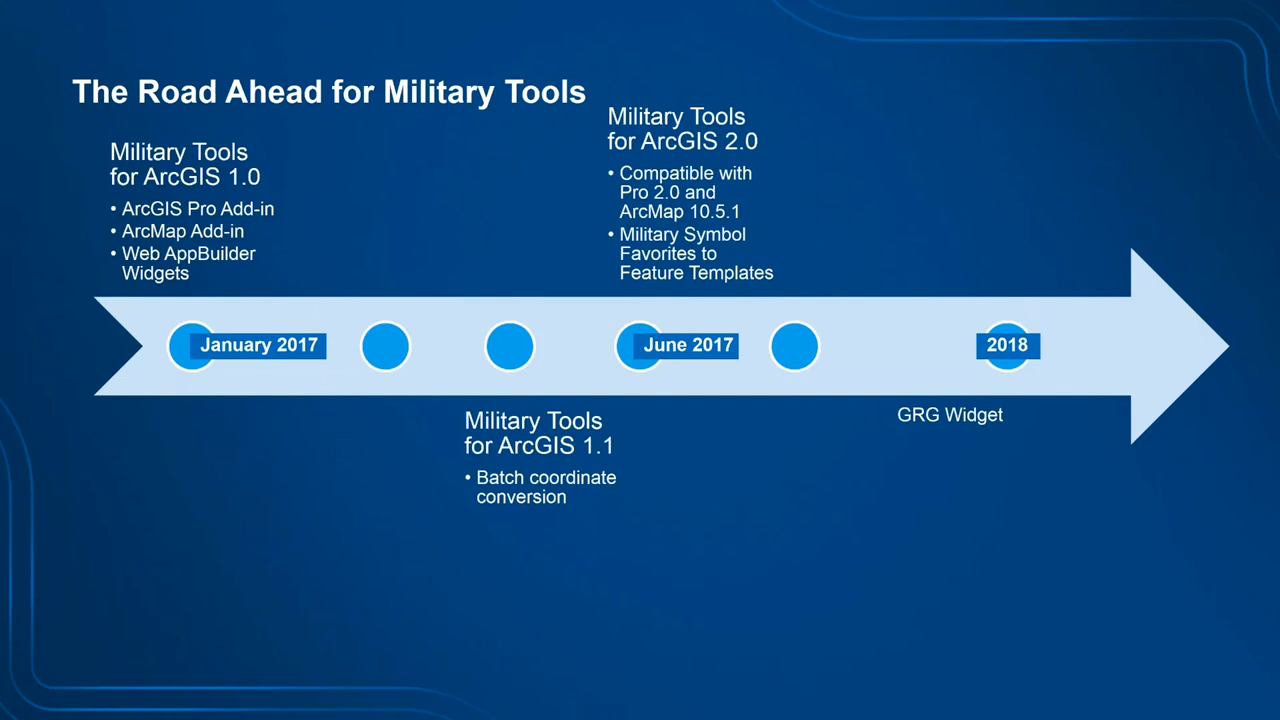 The Road Ahead for Military Tools
Military Tools
for ArcGIS 1.0
• ArcGIS Pro Add-in
• ArcMap Add-in
• Web AppBuilder
Widgets
Military Tools
for ArcGIS 2.0
• Compatible with
Pro 2.0 and
ArcMap 10.5.1
• Military Symbol
Favorites to
Feature Templates
January 2017
June 2017
2018
Military Tools
for ArcGIS 1.1
• Batch coordinate
conversion
GRG Widget